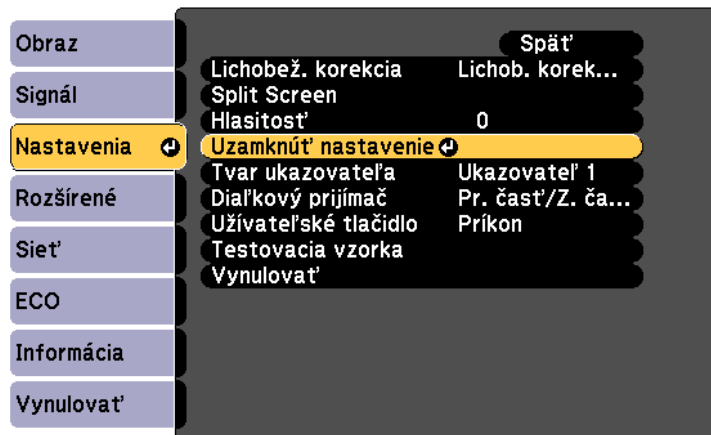 Obraz
Signál
Nastavenia
Rozšírené
Sieť
ECO
Informácia
Vynulovať
Späť
Lichobež. korekcia Lichob. korek...
Split Screen
Hlasitosť 0
Uzamknúť nastavenie
Tvar ukazovateľa Ukazovateľ 1
Diaľkový prijímač Pr. časť/Z. ča...
Užívateľské tlačidlo Príkon
Testovacia vzorka
Vynulovať